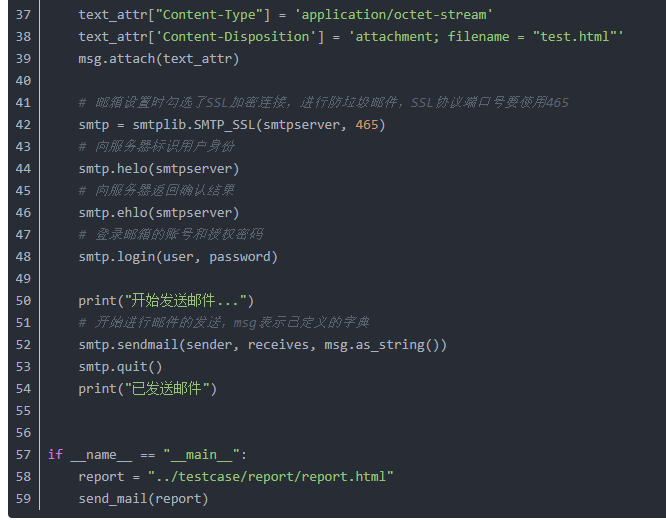 37 text_attr["Content-Type"] = 'application/octet-stream'
38 text_attr['Content-Disposition'] = 'attachment; filename = "test.html"'
39 msg.attach(text_attr)
40
41 # 邮箱设置时勾选了SSL加密连接，进行防垃圾邮件，SSL协议端口号要使用465
42 smtp = smtplib.SMTP_SSL(smtpserver, 465)
43 # 向服务器标识用户身份
44 smtp.helo(smtpserver)
45 # 向服务器返回确认结果
46 smtp.ehlo(smtpserver)
47 # 登录邮箱的账号和授权密码
48 smtp.login(user, password)
49
50 print("开始发送邮件...")
51 # 开始进行邮件的发送，msg表示已定义的字典
52 smtp.sendmail(sender, receives, msg.as_string())
53 smtp.quit()
54 print("已发送邮件")
55
56
57 if __name__ == "__main__":
58 report = "../testcase/report/report.html"
59 send_mail(report)